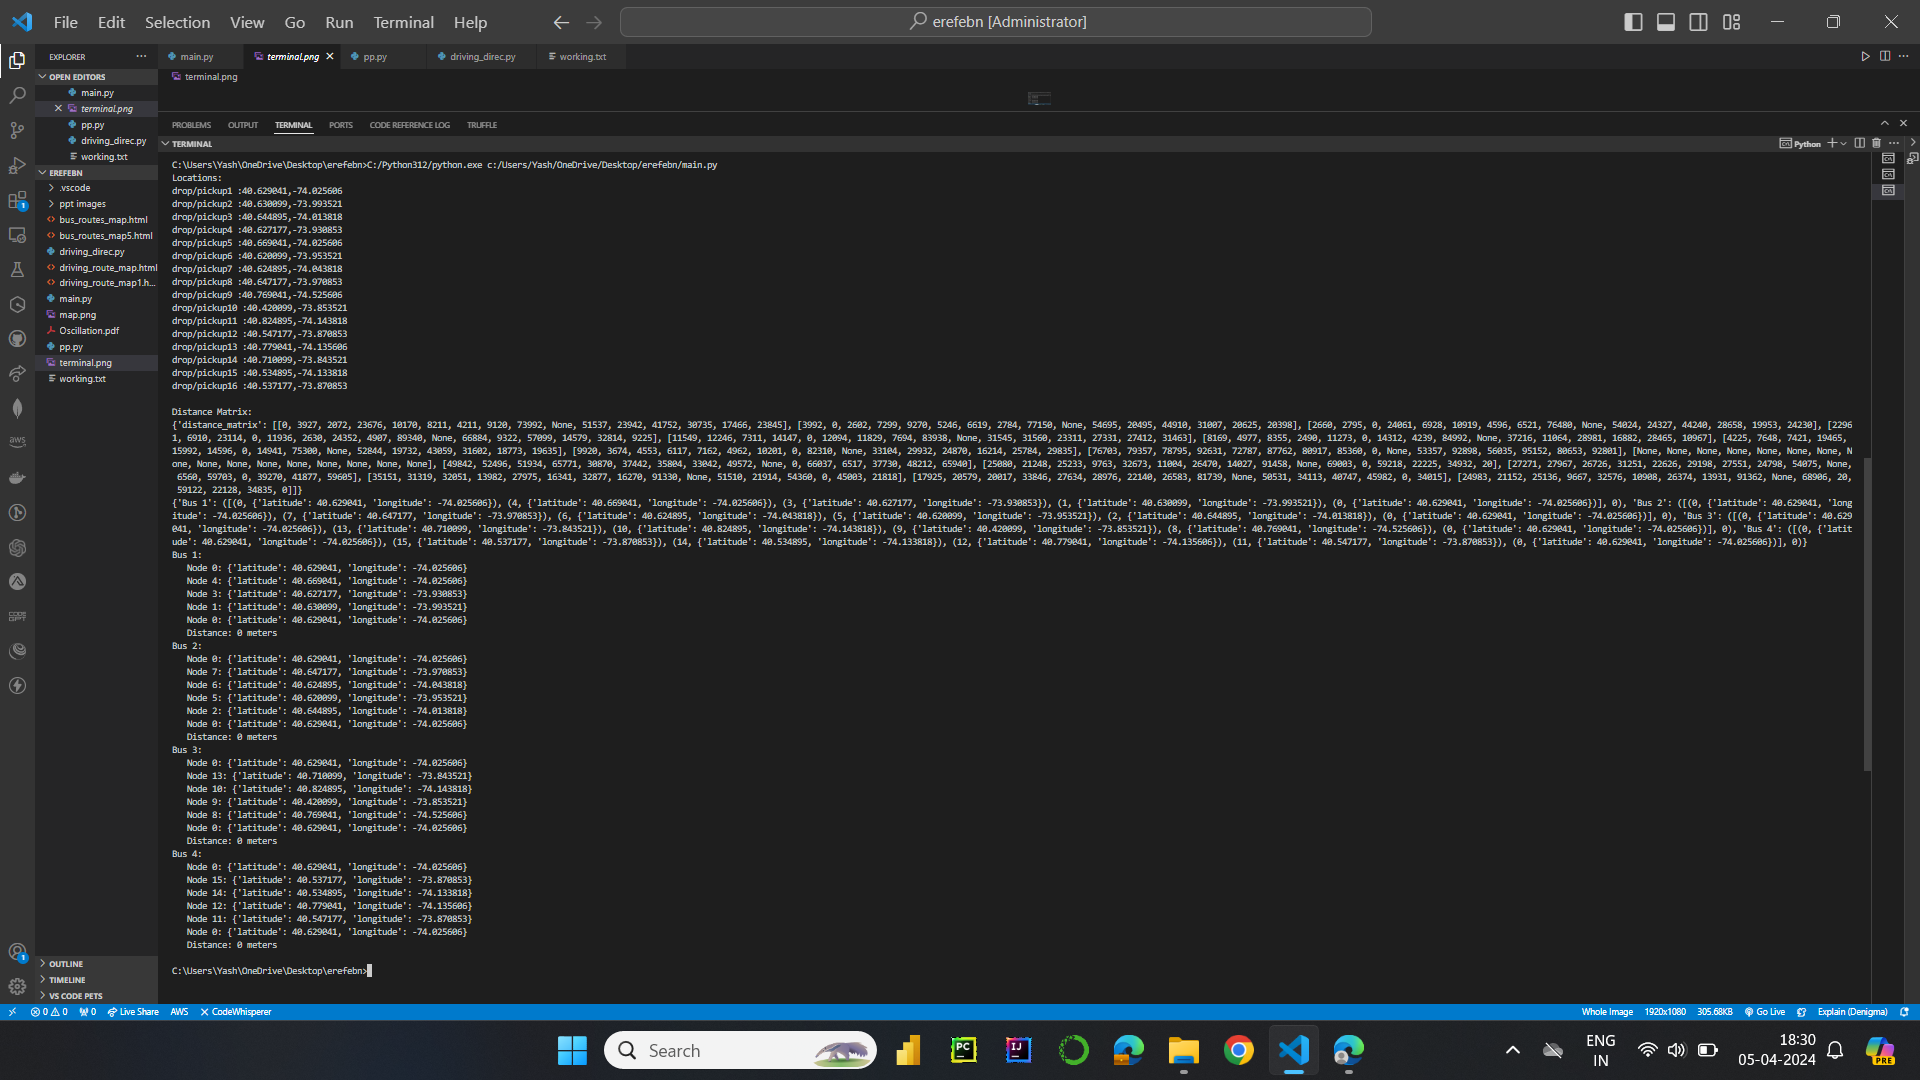 File Edit Selection View Go Run Terminal Help
erefebn [Administrator]
EXPLORER
main.py
terminal.png
pp.py
driving_direc.py
working.txt
OPEN EDITORS
main.py
terminal.png
pp.py
driving_direc.py
working.txt
EREFEBN
.vscode
ppt images
bus_routes_map.html
bus_routes_map5.html
driving_direc.py
driving_route_map.html
driving_route_map1.h...
main.py
map.png
Oscillation.pdf
pp.py
terminal.png
working.txt
OUTLINE
TIMELINE
VS CODE PETS
terminal.png
PROBLEMS OUTPUT TERMINAL PORTS CODE REFERENCE LOG TRUFFLE
TERMINAL
Python
C:\Users\Yash\OneDrive\Desktop\erefebn>C:/Python312/python.exe c:/Users/Yash/OneDrive/Desktop/erefebn/main.py
Locations:
drop/pickup1 :40.629041,-74.025606
drop/pickup2 :40.630099,-73.993521
drop/pickup3 :40.644895,-74.013818
drop/pickup4 :40.627177,-73.930853
drop/pickup5 :40.669041,-74.025606
drop/pickup6 :40.620099,-73.953521
drop/pickup7 :40.624895,-74.043818
drop/pickup8 :40.647177,-73.970853
drop/pickup9 :40.769041,-74.525606
drop/pickup10 :40.420099,-73.853521
drop/pickup11 :40.824895,-74.143818
drop/pickup12 :40.547177,-73.870853
drop/pickup13 :40.779041,-74.135606
drop/pickup14 :40.710099,-73.843521
drop/pickup15 :40.534895,-74.133818
drop/pickup16 :40.537177,-73.870853
Distance Matrix:
{'distance_matrix': [[0, 3927, 2072, 23676, 10170, 8211, 4211, 9120, 73992, None, 51537, 23942, 41752, 30735, 17466, 23845], [3992, 0, 2602, 7299, 9270, 5246, 6619, 2784, 77150, None, 54695, 20495, 44910, 31007, 20625, 20398], [2660, 2795, 0, 24061, 6928, 10919, 4596, 6521, 76480, None, 54024, 24327, 44240, 28658, 19953, 24230], [2296
1, 6910, 23114, 0, 11936, 2630, 24352, 4907, 89340, None, 66884, 9322, 57099, 14579, 32814, 9225], [11549, 12246, 7311, 14147, 0, 12094, 11829, 7694, 83938, None, 31545, 31560, 23311, 27331, 27412, 31463], [8169, 4977, 8355, 2490, 11273, 0, 14312, 4239, 84992, None, 37216, 11064, 28981, 16882, 28465, 10967], [4225, 7648, 7421, 19465,
15992, 14596, 0, 14941, 75300, None, 52844, 19732, 43059, 31602, 18773, 19635], [9920, 3674, 4553, 6117, 7162, 4962, 10201, 0, 82310, None, 33104, 29932, 24870, 16214, 25784, 29835], [76703, 79357, 78795, 92631, 72787, 87762, 80917, 85360, 0, None, 53357, 92898, 56035, 95152, 80653, 92801], [None, None, None, None, None, None, None, N
one, None, None, None, None, None, None, None, None], [49842, 52496, 51934, 65771, 30870, 37442, 35804, 33042, 49572, None, 0, 66037, 6517, 37730, 48212, 65940], [25080, 21248, 25233, 9763, 32673, 11004, 26470, 14027, 91458, None, 69003, 0, 59218, 22225, 34932, 20], [27271, 27967, 26726, 31251, 22626, 29198, 27551, 24798, 54075, None,
6560, 59703, 0, 39270, 41877, 59605], [35151, 31319, 32051, 13982, 27975, 16341, 32877, 16270, 91330, None, 51510, 21914, 54360, 0, 45003, 21818], [17925, 20579, 20017, 33846, 27634, 28976, 22140, 26583, 81739, None, 50531, 34113, 40747, 45982, 0, 34015], [24983, 21152, 25136, 9667, 32576, 10908, 26374, 13931, 91362, None, 68906, 20,
59122, 22128, 34835, 0]]}
{'Bus 1': ([(0, {'latitude': 40.629041, 'longitude': -74.025606}), (4, {'latitude': 40.669041, 'longitude': -74.025606}), (3, {'latitude': 40.627177, 'longitude': -73.930853}), (1, {'latitude': 40.630099, 'longitude': -73.993521}), (0, {'latitude': 40.629041, 'longitude': -74.025606})], 0), 'Bus 2': ([(0, {'latitude': 40.629041, 'long
itude': -74.025606}), (7, {'latitude': 40.647177, 'longitude': -73.970853}), (6, {'latitude': 40.624895, 'longitude': -74.043818}), (5, {'latitude': 40.620099, 'longitude': -73.953521}), (2, {'latitude': 40.644895, 'longitude': -74.013818}), (0, {'latitude': 40.629041, 'longitude': -74.025606})], 0), 'Bus 3': ([(0, {'latitude': 40.629
041, 'longitude': -74.025606}), (13, {'latitude': 40.710099, 'longitude': -73.843521}), (10, {'latitude': 40.824895, 'longitude': -74.143818}), (9, {'latitude': 40.420099, 'longitude': -73.853521}), (8, {'latitude': 40.769041, 'longitude': -74.525606}), (0, {'latitude': 40.629041, 'longitude': -74.025606})], 0), 'Bus 4': ([(0, {'latit
ude': 40.629041, 'longitude': -74.025606}), (15, {'latitude': 40.537177, 'longitude': -73.870853}), (14, {'latitude': 40.534895, 'longitude': -74.133818}), (12, {'latitude': 40.779041, 'longitude': -74.135606}), (11, {'latitude': 40.547177, 'longitude': -73.870853}), (0, {'latitude': 40.629041, 'longitude': -74.025606})], 0)}
Bus 1:
Node 0: {'latitude': 40.629041, 'longitude': -74.025606}
Node 4: {'latitude': 40.669041, 'longitude': -74.025606}
Node 3: {'latitude': 40.627177, 'longitude': -73.930853}
Node 1: {'latitude': 40.630099, 'longitude': -73.993521}
Node 0: {'latitude': 40.629041, 'longitude': -74.025606}
Distance: 0 meters
Bus 2:
Node 0: {'latitude': 40.629041, 'longitude': -74.025606}
Node 7: {'latitude': 40.647177, 'longitude': -73.970853}
Node 6: {'latitude': 40.624895, 'longitude': -74.043818}
Node 5: {'latitude': 40.620099, 'longitude': -73.953521}
Node 2: {'latitude': 40.644895, 'longitude': -74.013818}
Node 0: {'latitude': 40.629041, 'longitude': -74.025606}
Distance: 0 meters
Bus 3:
Node 0: {'latitude': 40.629041, 'longitude': -74.025606}
Node 13: {'latitude': 40.710099, 'longitude': -73.843521}
Node 10: {'latitude': 40.824895, 'longitude': -74.143818}
Node 9: {'latitude': 40.420099, 'longitude': -73.853521}
Node 8: {'latitude': 40.769041, 'longitude': -74.525606}
Node 0: {'latitude': 40.629041, 'longitude': -74.025606}
Distance: 0 meters
Bus 4:
Node 0: {'latitude': 40.629041, 'longitude': -74.025606}
Node 15: {'latitude': 40.537177, 'longitude': -73.870853}
Node 14: {'latitude': 40.534895, 'longitude': -74.133818}
Node 12: {'latitude': 40.779041, 'longitude': -74.135606}
Node 11: {'latitude': 40.547177, 'longitude': -73.870853}
Node 0: {'latitude': 40.629041, 'longitude': -74.025606}
Distance: 0 meters
C:\Users\Yash\OneDrive\Desktop\erefebn>
0 0 0 Live Share AWS CodeWhisperer
Whole Image 1920x1080 305.68KB Go Live Explain (Denigma)
Search
ENG
IN
18:30
05-04-2024